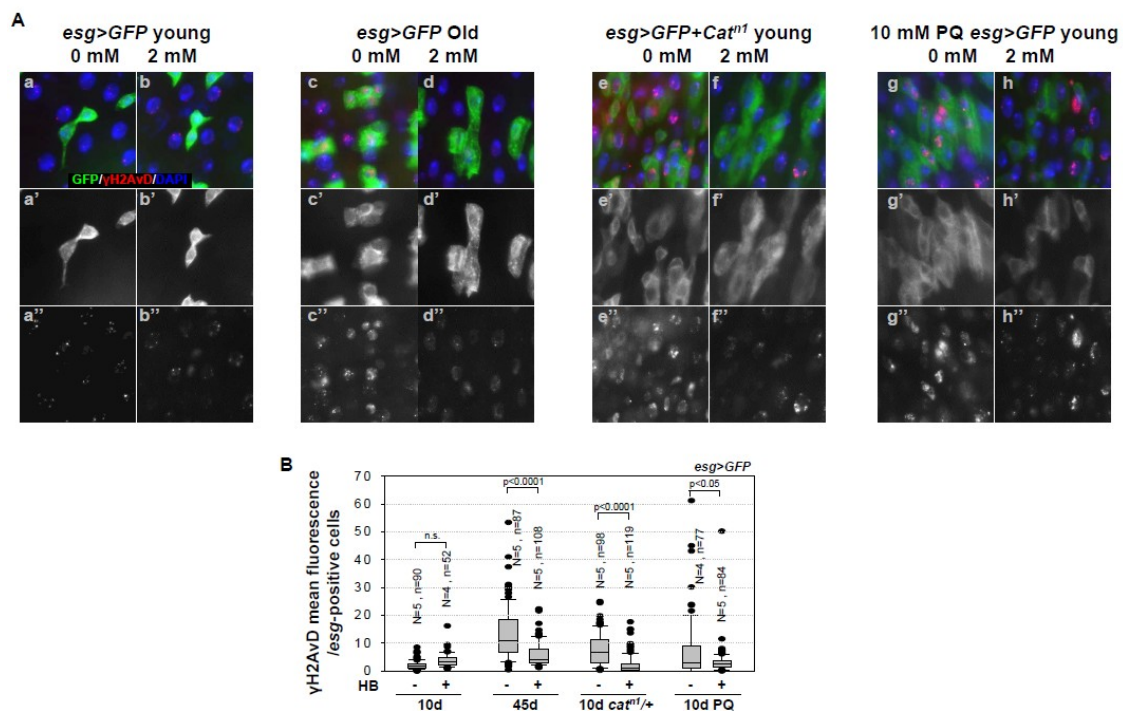 A
esg>GFP young
esg>GFP Old
esg>GFP+Catⁿ¹ young
10 mM PQ esg>GFP young
0 mM 2 mM
0 mM 2 mM
0 mM 2 mM
0 mM 2 mM
a b c d e f g h
GFP/γH2AvD/DAPI
a' b' c' d' e' f' g' h'
a'' b'' c'' d'' e'' f'' g'' h''
B
esg>GFP
γH2AvD mean fluorescence
/esg-positive cells
70
60
50
40
30
20
10
0
n.s.
p<0.0001
p<0.0001
p<0.05
N=5 , n=90
N=4 , n=52
N=5 , n=87
N=5 , n=108
N=5 , n=98
N=5 , n=119
N=4 , n=77
N=5 , n=84
HB - + - + - + - +
10d 45d 10d catⁿ¹/+ 10d PQ